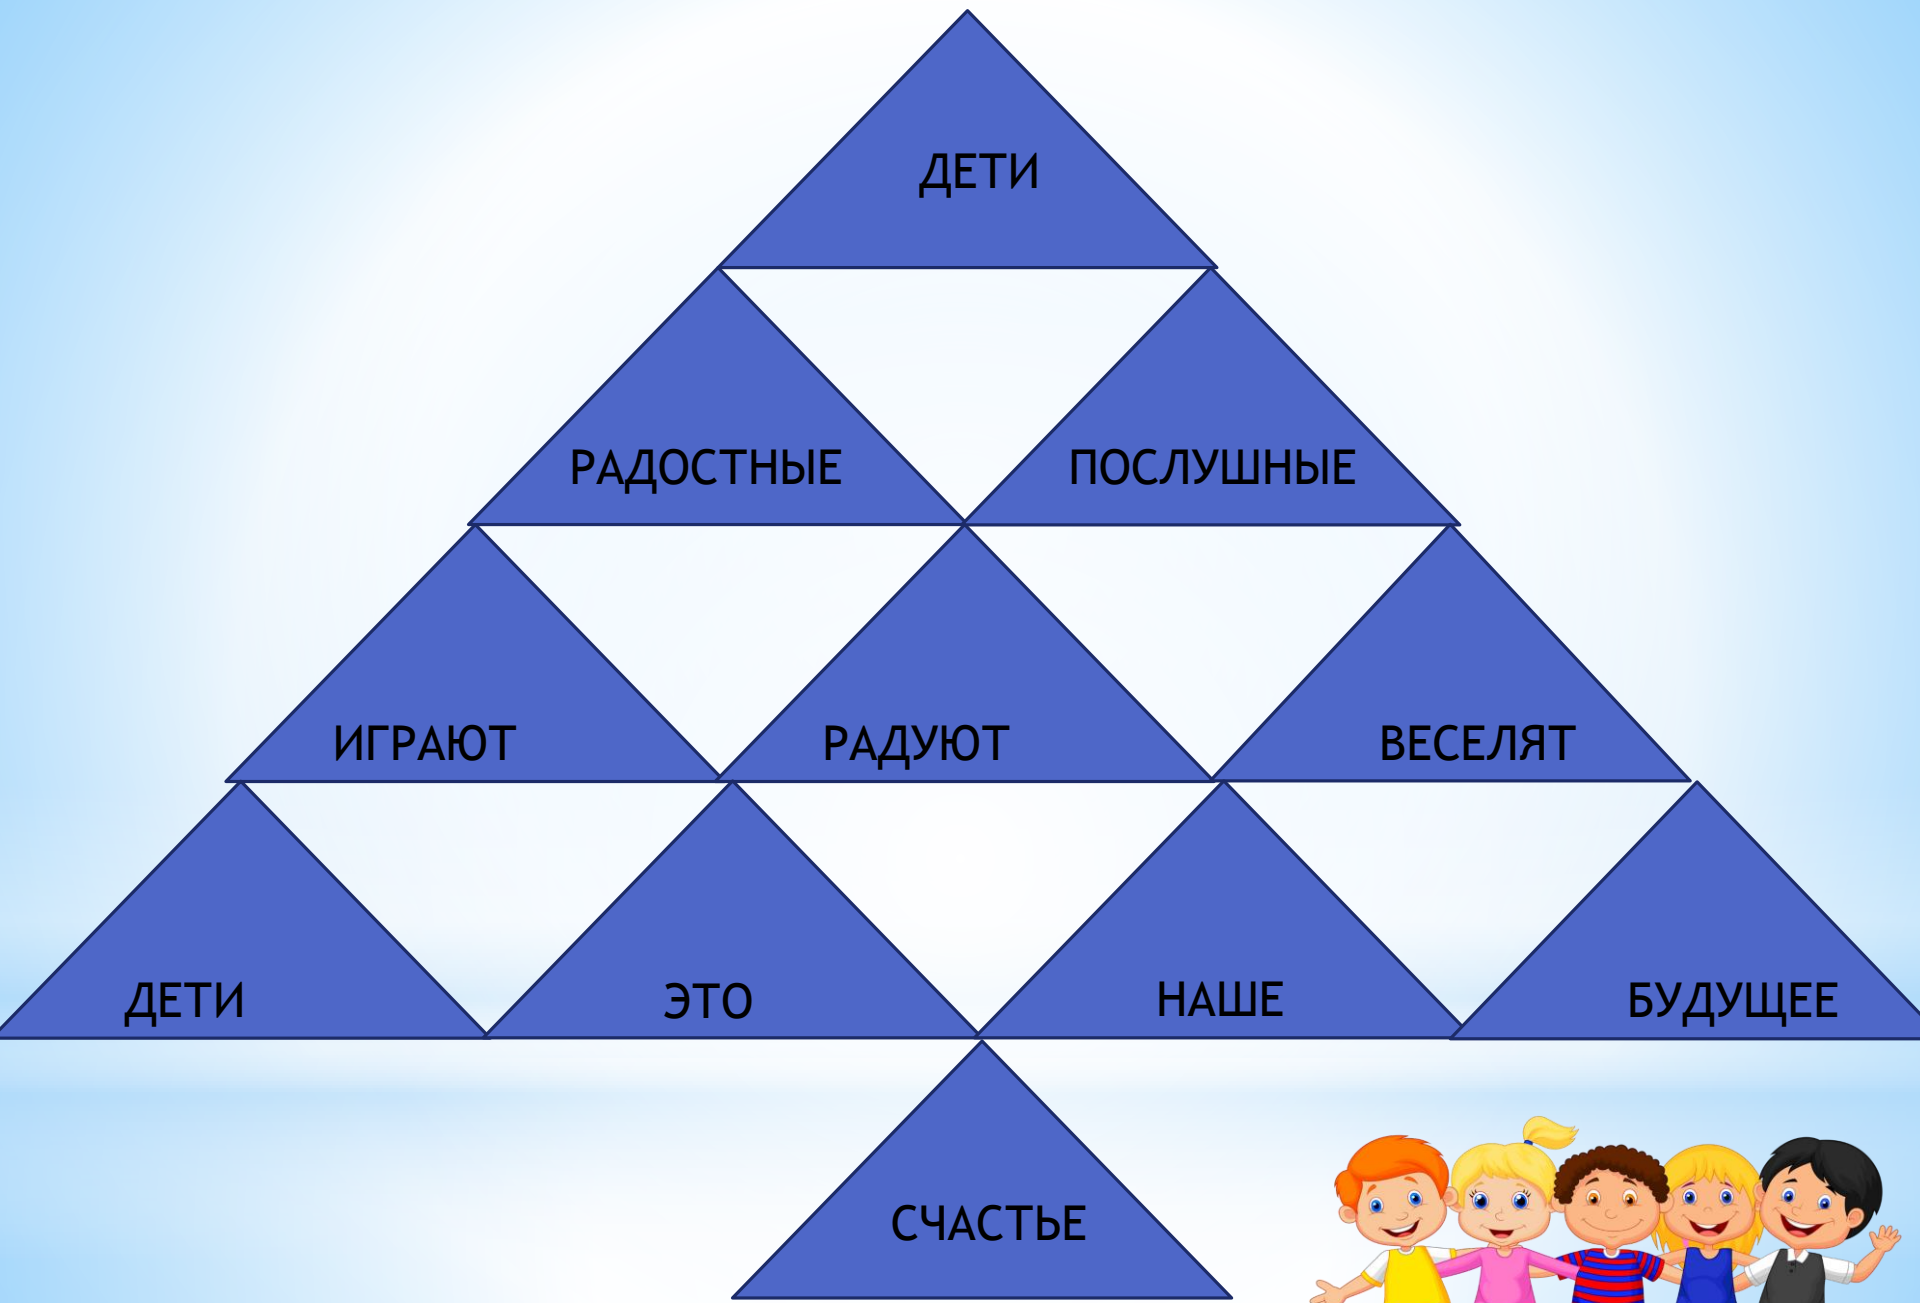 ДЕТИ
РАДОСТНЫЕ ПОСЛУШНЫЕ
ИГРАЮТ РАДУЮТ ВЕСЕЛЯТ
ДЕТИ ЭТО НАШЕ БУДУЩЕЕ
СЧАСТЬЕ